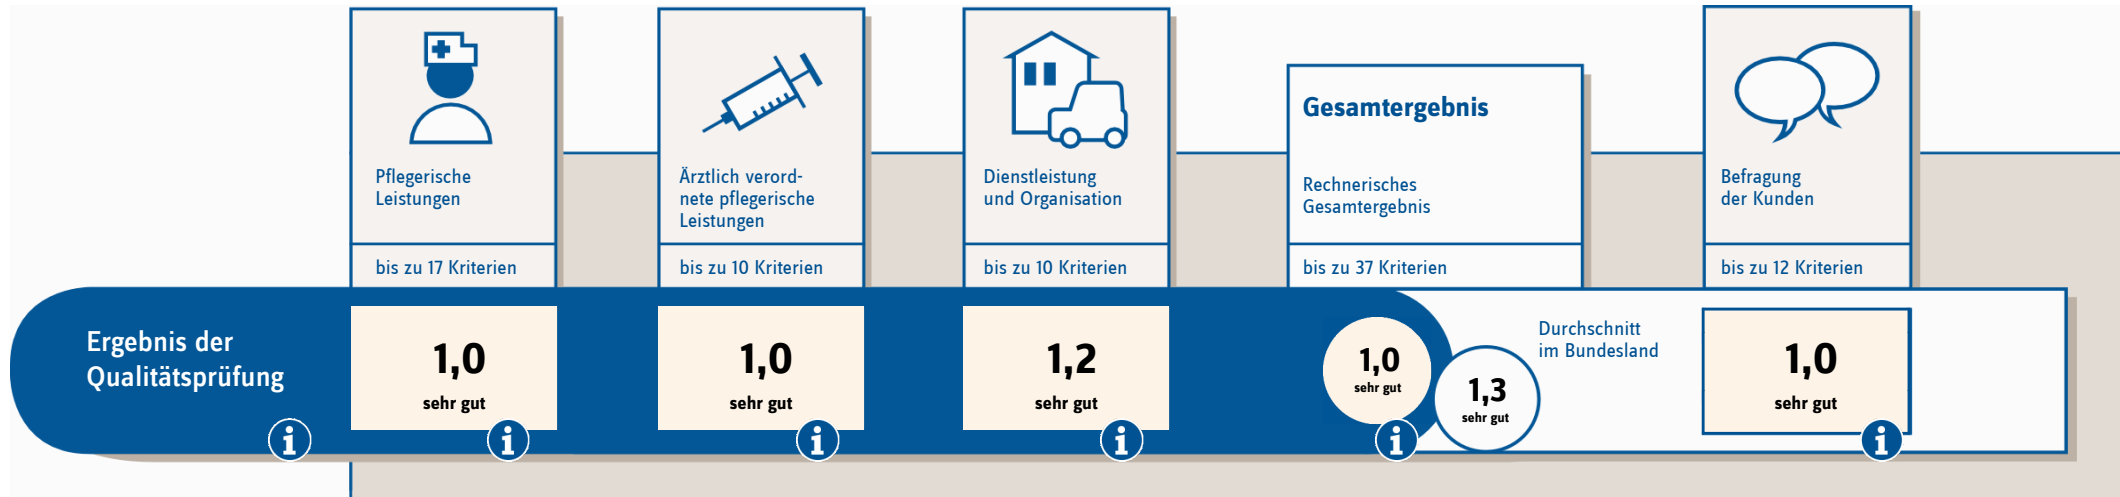 Pflegerische
Leistungen
bis zu 17 Kriterien
Ärztlich verord-
nete pflegerische
Leistungen
bis zu 10 Kriterien
Dienstleistung
und Organisation
bis zu 10 Kriterien
Gesamtergebnis
Rechnerisches
Gesamtergebnis
bis zu 37 Kriterien
Befragung
der Kunden
bis zu 12 Kriterien
Ergebnis der
Qualitätsprüfung
i
1,0
sehr gut
i
1,0
sehr gut
i
1,2
sehr gut
i
1,0
sehr gut
i
1,3
sehr gut
Durchschnitt
im Bundesland
1,0
sehr gut
i